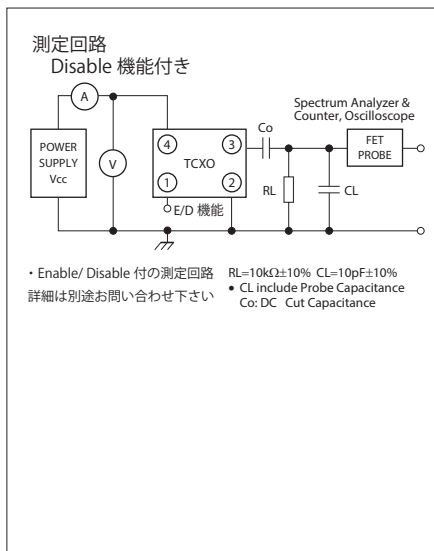 測定回路
Disable 機能付き
A
Spectrum Analyzer &
Counter, Oscilloscope
Co
POWER
SUPPLY
Vcc
V
4
3
TCXO
1
2
FET
PROBE
RL
CL
E/D 機能
・Enable/ Disable 付の測定回路
詳細は別途お問い合わせ下さい
RL=10kΩ±10% CL=10pF±10%
• CL include Probe Capacitance
Co: DC Cut Capacitance